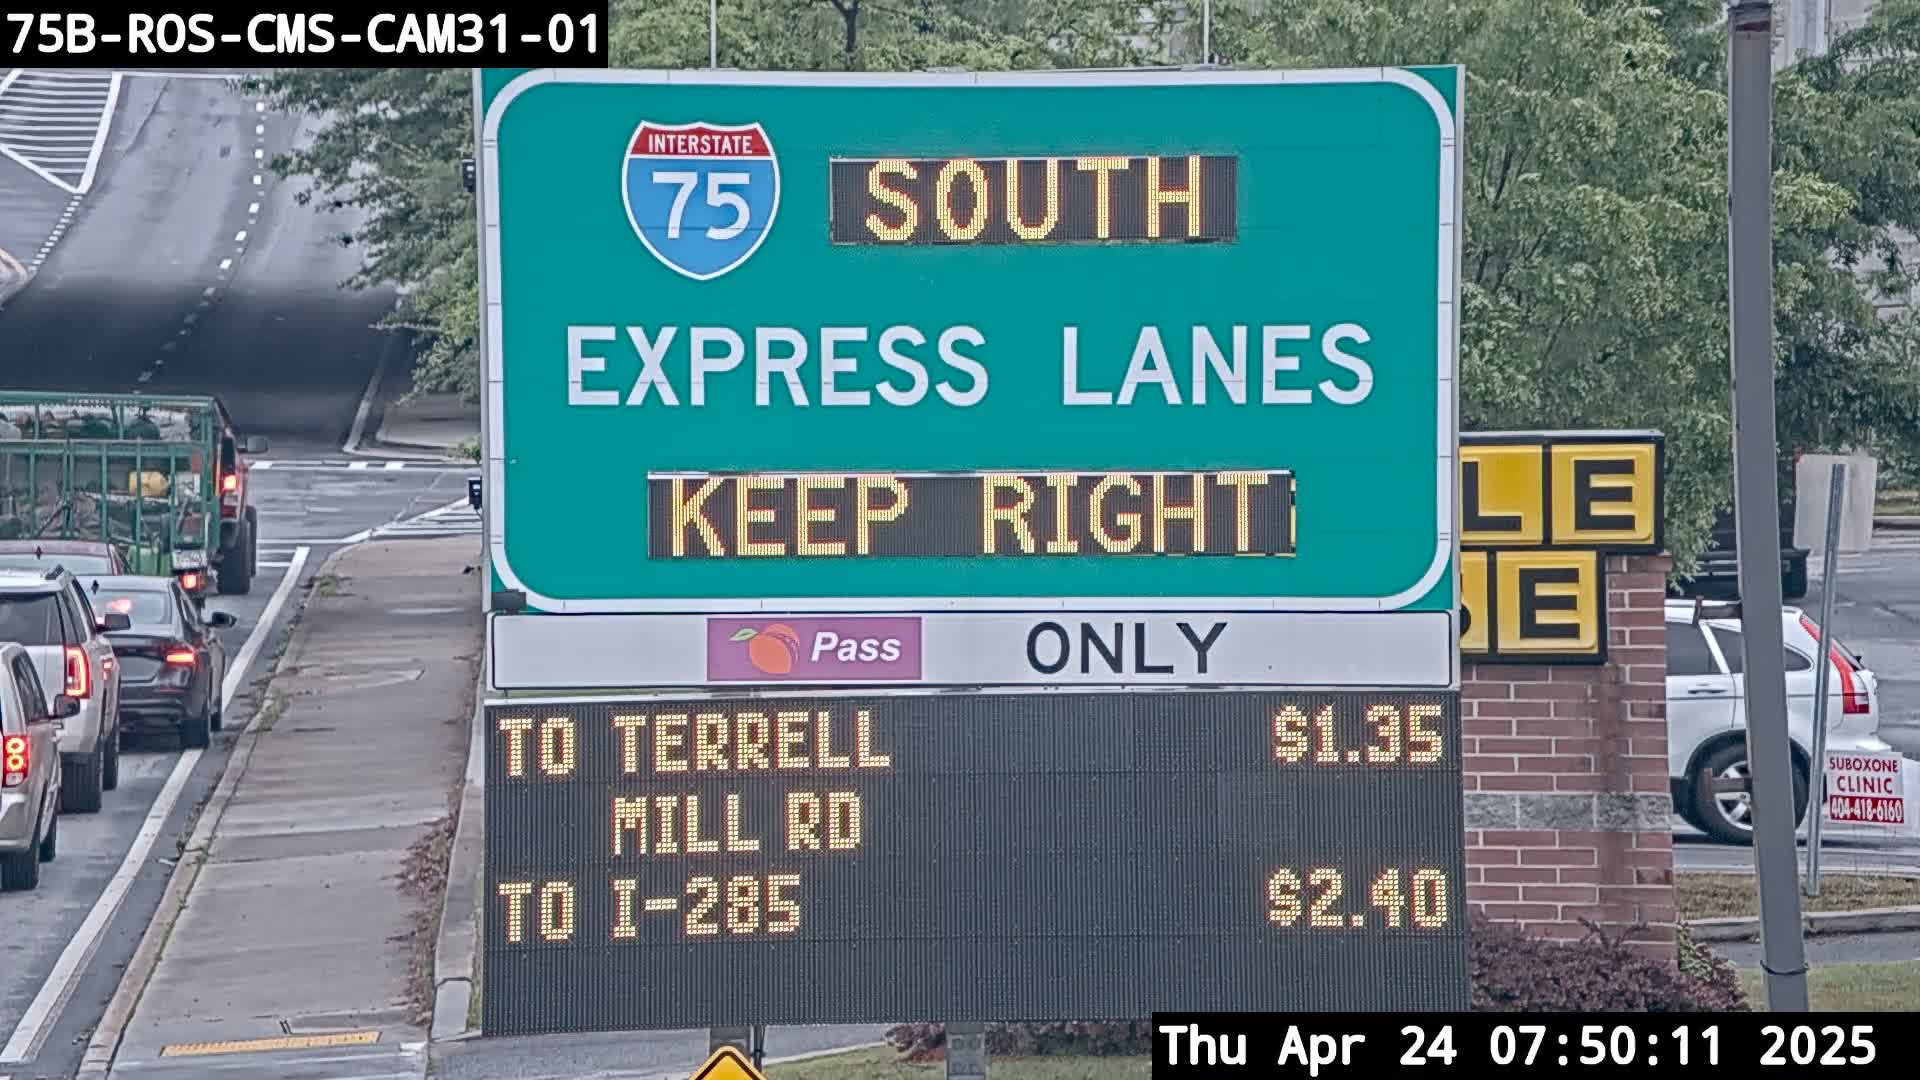 75B-ROS-CMS-CAM31-01
INTERSTATE
75
SOUTH
EXPRESS LANES
KEEP RIGHT
Pass ONLY
TO TERRELL $1.35
MILL RD
TO I-285 $2.40
LE
E
SUBOXONE
CLINIC
404-418-6160
Thu Apr 24 07:50:11 2025